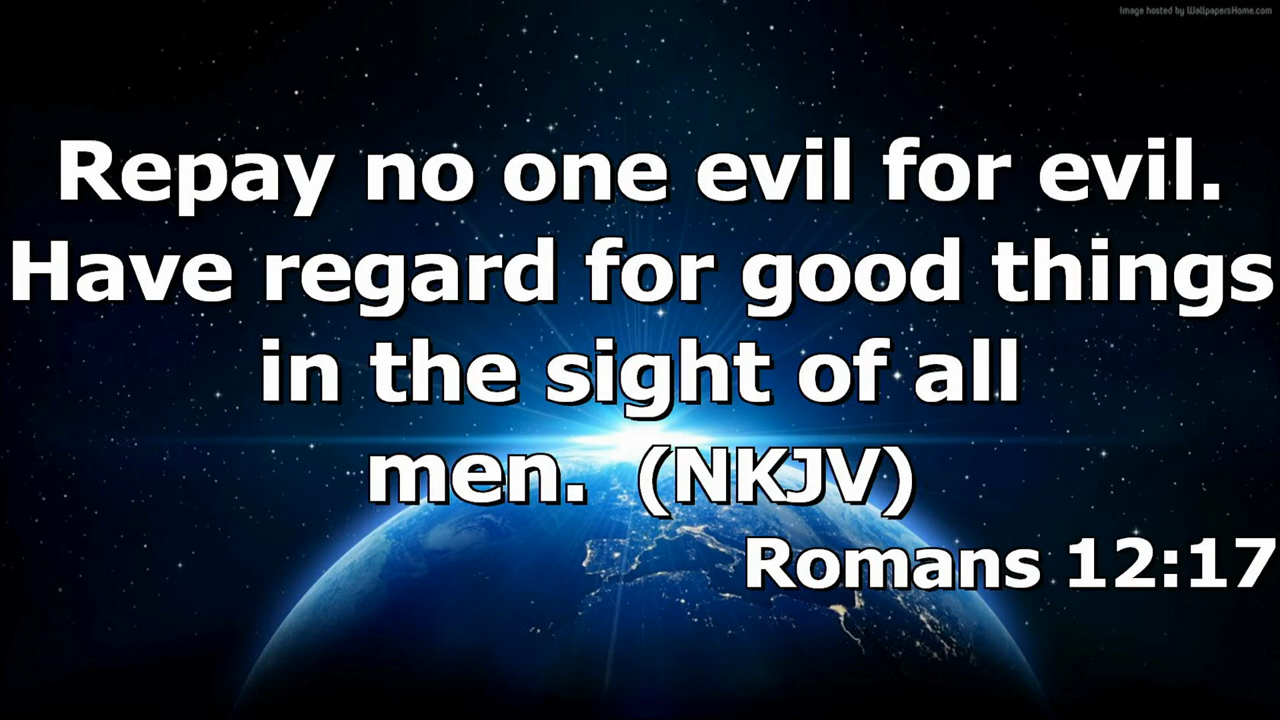 Image hosted by WallpapersHome.com
Repay no one evil for evil.
Have regard for good things
in the sight of all
men. (NKJV)
Romans 12:17